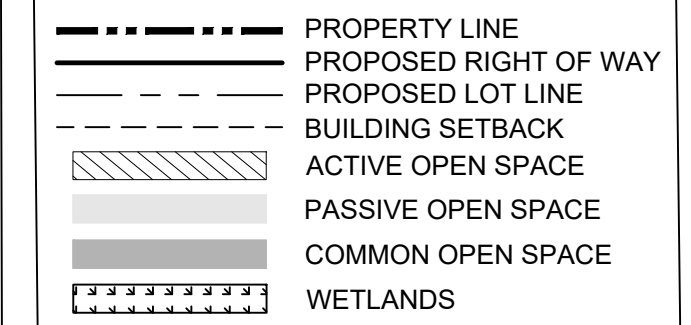 PROPERTY LINE
PROPOSED RIGHT OF WAY
PROPOSED LOT LINE
BUILDING SETBACK
ACTIVE OPEN SPACE
PASSIVE OPEN SPACE
COMMON OPEN SPACE
WETLANDS